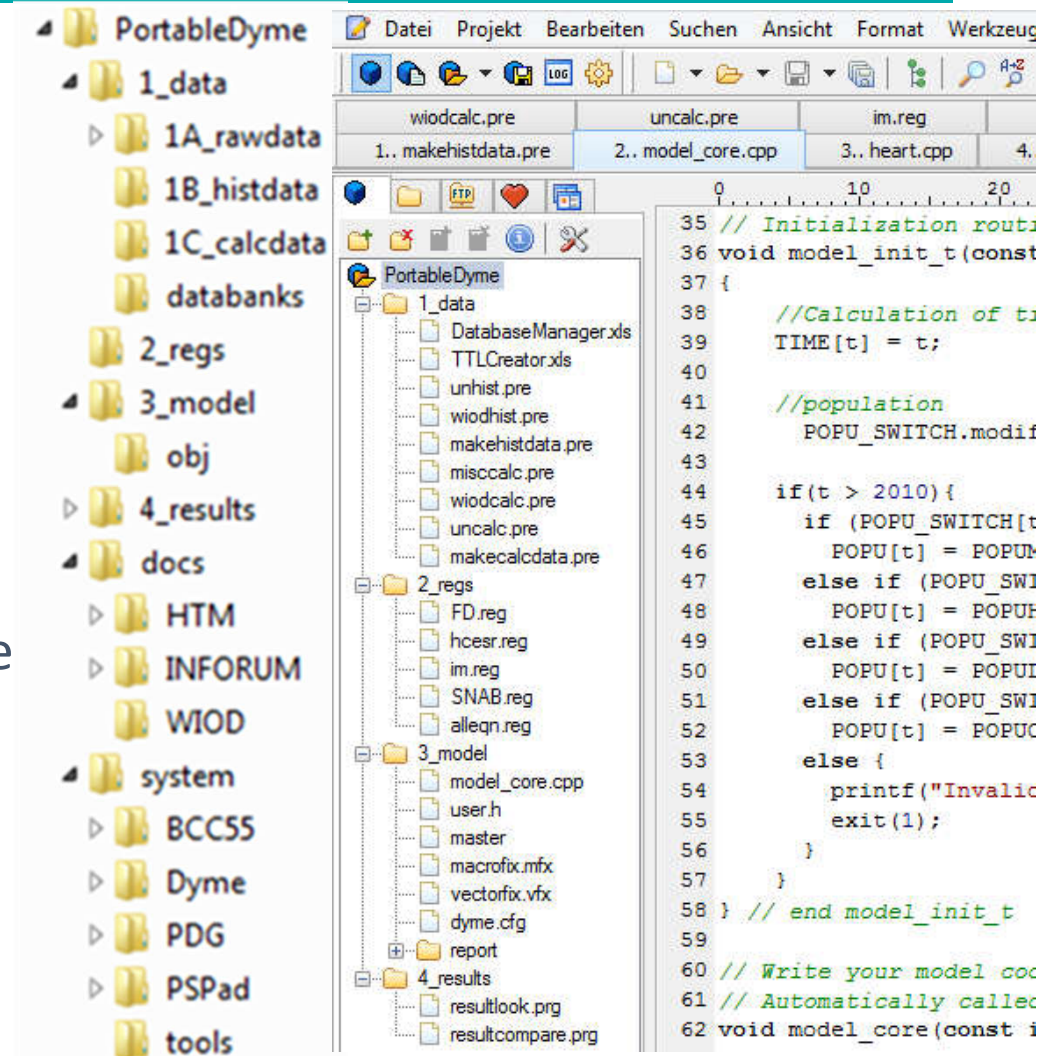 PortableDyme
1_data
1A_rawdata
1B_histdata
1C_calcdata
databanks
2_regs
3_model
obj
4_results
docs
HTM
INFORUM
WIOD
system
BCC55
Dyme
PDG
PSPad
tools
e
Datei Projekt Bearbeiten Suchen Ansicht Format Werkzeug
LOG
wiodcalc.pre uncalc.pre im.reg
1.. makehistdata.pre 2.. model_core.cpp 3.. heart.cpp 4.
FTP
PortableDyme
1_data
DatabaseManager.xls
TTLCreator.xls
unhist.pre
wiodhist.pre
makehistdata.pre
misccalc.pre
wiodcalc.pre
uncalc.pre
makecalcdata.pre
2_regs
FD.reg
hcesr.reg
im.reg
SNAB.reg
alleqn.reg
3_model
model_core.cpp
user.h
master
macrofix.mfx
vectorfix.vfx
dyme.cfg
report
4_results
resultlook.prg
resultcompare.prg
0 10 20
35 // Initialization routi
36 void model_init_t(const
37 {
38 //Calculation of ti
39 TIME[t] = t;
40
41 //population
42 POPU_SWITCH.modif
43
44 if(t > 2010){
45 if (POPU_SWITCH[t
46 POPU[t] = POPUM
47 else if (POPU_SWI
48 POPU[t] = POPUH
49 else if (POPU_SWI
50 POPU[t] = POPUL
51 else if (POPU_SWI
52 POPU[t] = POPUC
53 else {
54 printf("Invalid
55 exit(1);
56 }
57 }
58 } // end model_init_t
59
60 // Write your model cod
61 // Automatically called
62 void model_core(const i